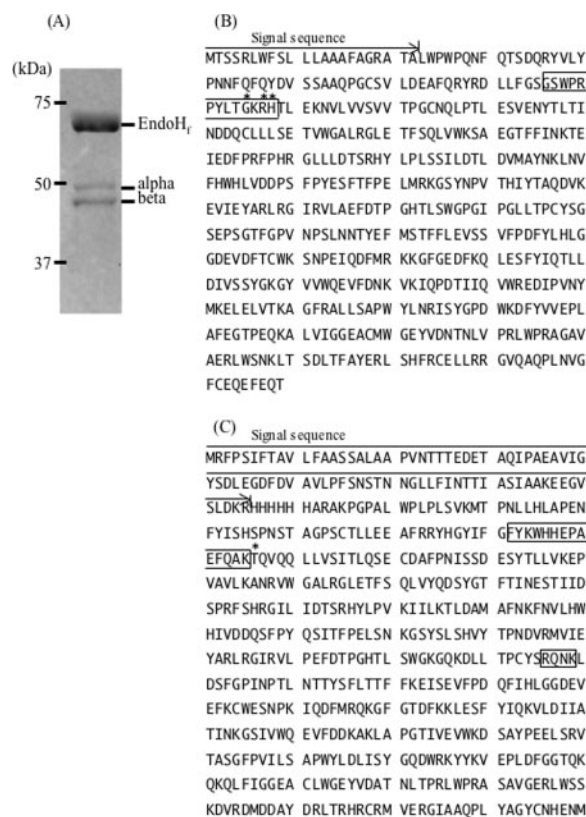 (A)
(kDa)
75
EndoHf
50
alpha
beta
37
(B)
Signal sequence
MTSSRLWFSL LLAAAFAGRA TALWPWPQNF QTSDQRYVLY
PNNFQFQYDV SSAAQPGCSV LDEAFQRYRD LLFGSGSWPR
* **
PYLTGKRHTL EKNVLVVSVV TPGCNQLPTL ESVENYTLTI
NDDQCLLLSE TVWGALRGLE TFSQLVWKSA EGTFFINKTE
IEDFPRFPHR GLLLDTSRHY LPLSSILDTL DVMAYNKLNV
FHWHLVDDPS FPYESFTFPE LMRKGSYNPV THIYTAQDVK
EVIEYARLRG IRVLAEFDTP GHTLSWGPGI PGLLTPCYSG
SEPSGTFGPV NPSLNNTYEF MSTFFLEVSS VFPDFYLHLG
GDEVDFTCWK SNPEIQDFMR KKGFGEDFKQ LESFYIQTLL
DIVSSYGKGY VVWQEVFDNK VKIQPDTIIQ VWREDIPVNY
MKELELVTKA GFRALLSAPW YLNRISYGPD WKDFYVVEPL
AFEGTPEQKA LVIGGEACMW GEYVDNTNLV PRLWPRAGAV
AERLWSNKLT SDLTFAYERL SHFRCELLRR GVQAQPLNVG
FCEQEFEQT
(C)
Signal sequence
MRFPSIFTAV LFAASSALAA PVNTTTEDET AQIPAEAVIG
YSDLEGDFDV AVLPFSNSTN NGLLFINTTI ASIAAKEEGV
SLDKRHHHHH HARAKPGPAL WPLPLSVKMT PNLLHLAPEN
FYISHSPNST AGPSCTLLEE AFRRYHGYIF GFYKWHHEPA
*
EFQAKTQVQQ LLVSITLQSE CDAFPNISSD ESYTLLVKEP
VAVLKANRVW GALRGLETFS QLVYQDSYGT FTINESTIID
SPRFSHRGIL IDTSRHYLPV KIILKTLDAM AFNKFNVLHW
HIVDDQSFPY QSITFPELSN KGSYSLSHVY TPNDVRMVIE
YARLRGIRVL PEFDTPGHTL SWGKGQKDLL TPCYSRQNKL
DSFGPINPTL NTTYSFLTTF FKEISEVFPD QFIHLGGDEV
EFKCWESNPK IQDFMRQKGF GTDFKKLESF YIQKVLDIIA
TINKGSIVWQ EVFDDKAKLA PGTIVEVWKD SAYPEELSRV
TASGFPVILS APWYLDLISY GQDWRKYYKV EPLDFGGTQK
QKQLFIGGEA CLWGEYVDAT NLTPRLWPRA SAVGERLWSS
KDVRDMDDAY DRLTRHRCRM VERGIAAQPL YAGYCNHENM